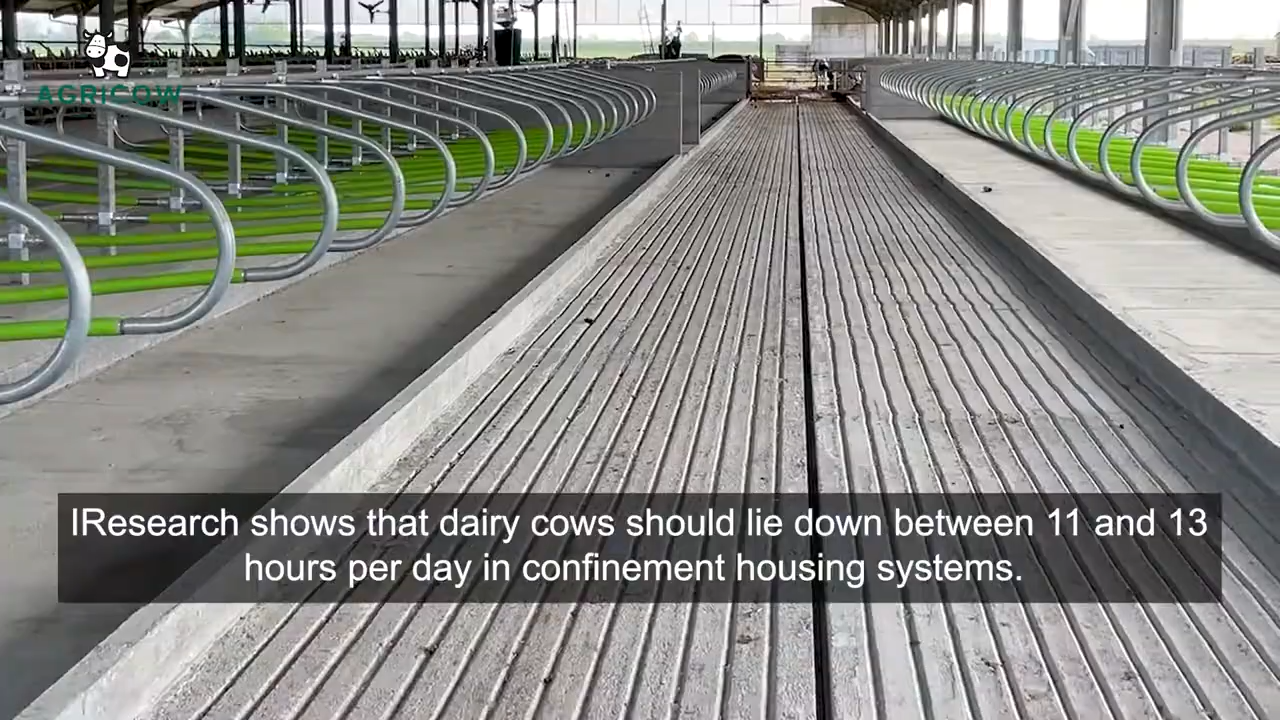 AGRICOW
IResearch shows that dairy cows should lie down between 11 and 13
hours per day in confinement housing systems.